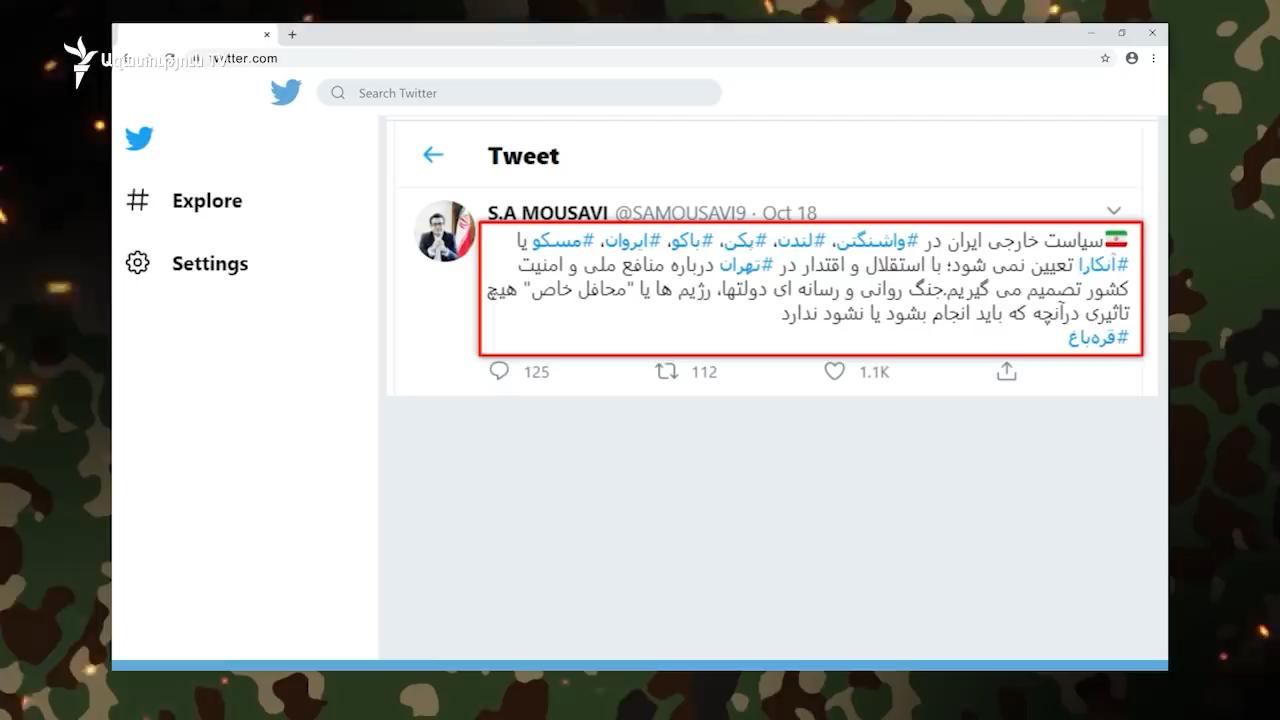 Ազատություն TV
twitter.com
Search Twitter
Explore
Settings
Tweet
S.A MOUSAVI @SAMOUSAVI9 · Oct 18
سیاست خارجی ایران در #واشنگتن، #لندن، #پکن، #باکو، #ایروان، #مسکو یا
#آنکارا تعیین نمی شود؛ با استقلال و اقتدار در #تهران درباره منافع ملی و امنیت
کشور تصمیم می گیریم.جنگ روانی و رسانه ای دولتها، رژیم ها یا "محافل خاص" هیچ
تاثیری درآنچه که باید انجام بشود یا نشود ندارد
#قره‌باغ
125 112 1.1K